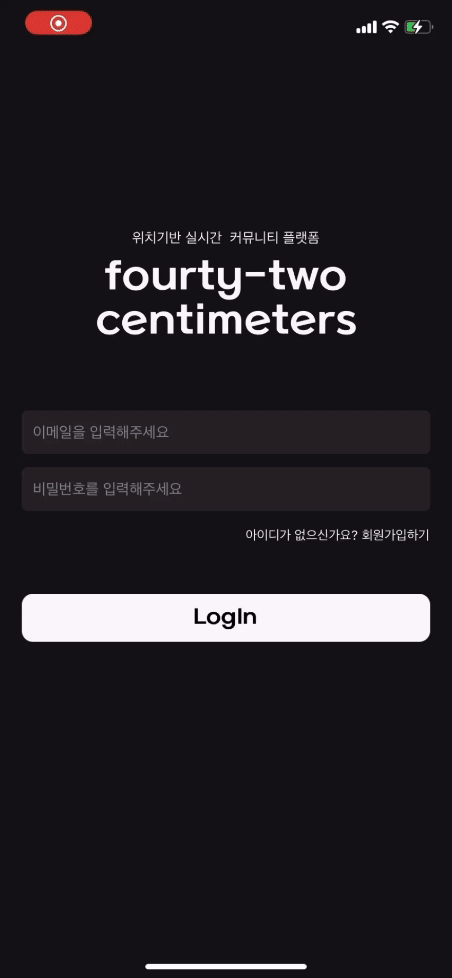 위치기반 실시간 커뮤니티 플랫폼
fourty-two
centimeters
이메일을 입력해주세요
비밀번호를 입력해주세요
아이디가 없으신가요? 회원가입하기
LogIn